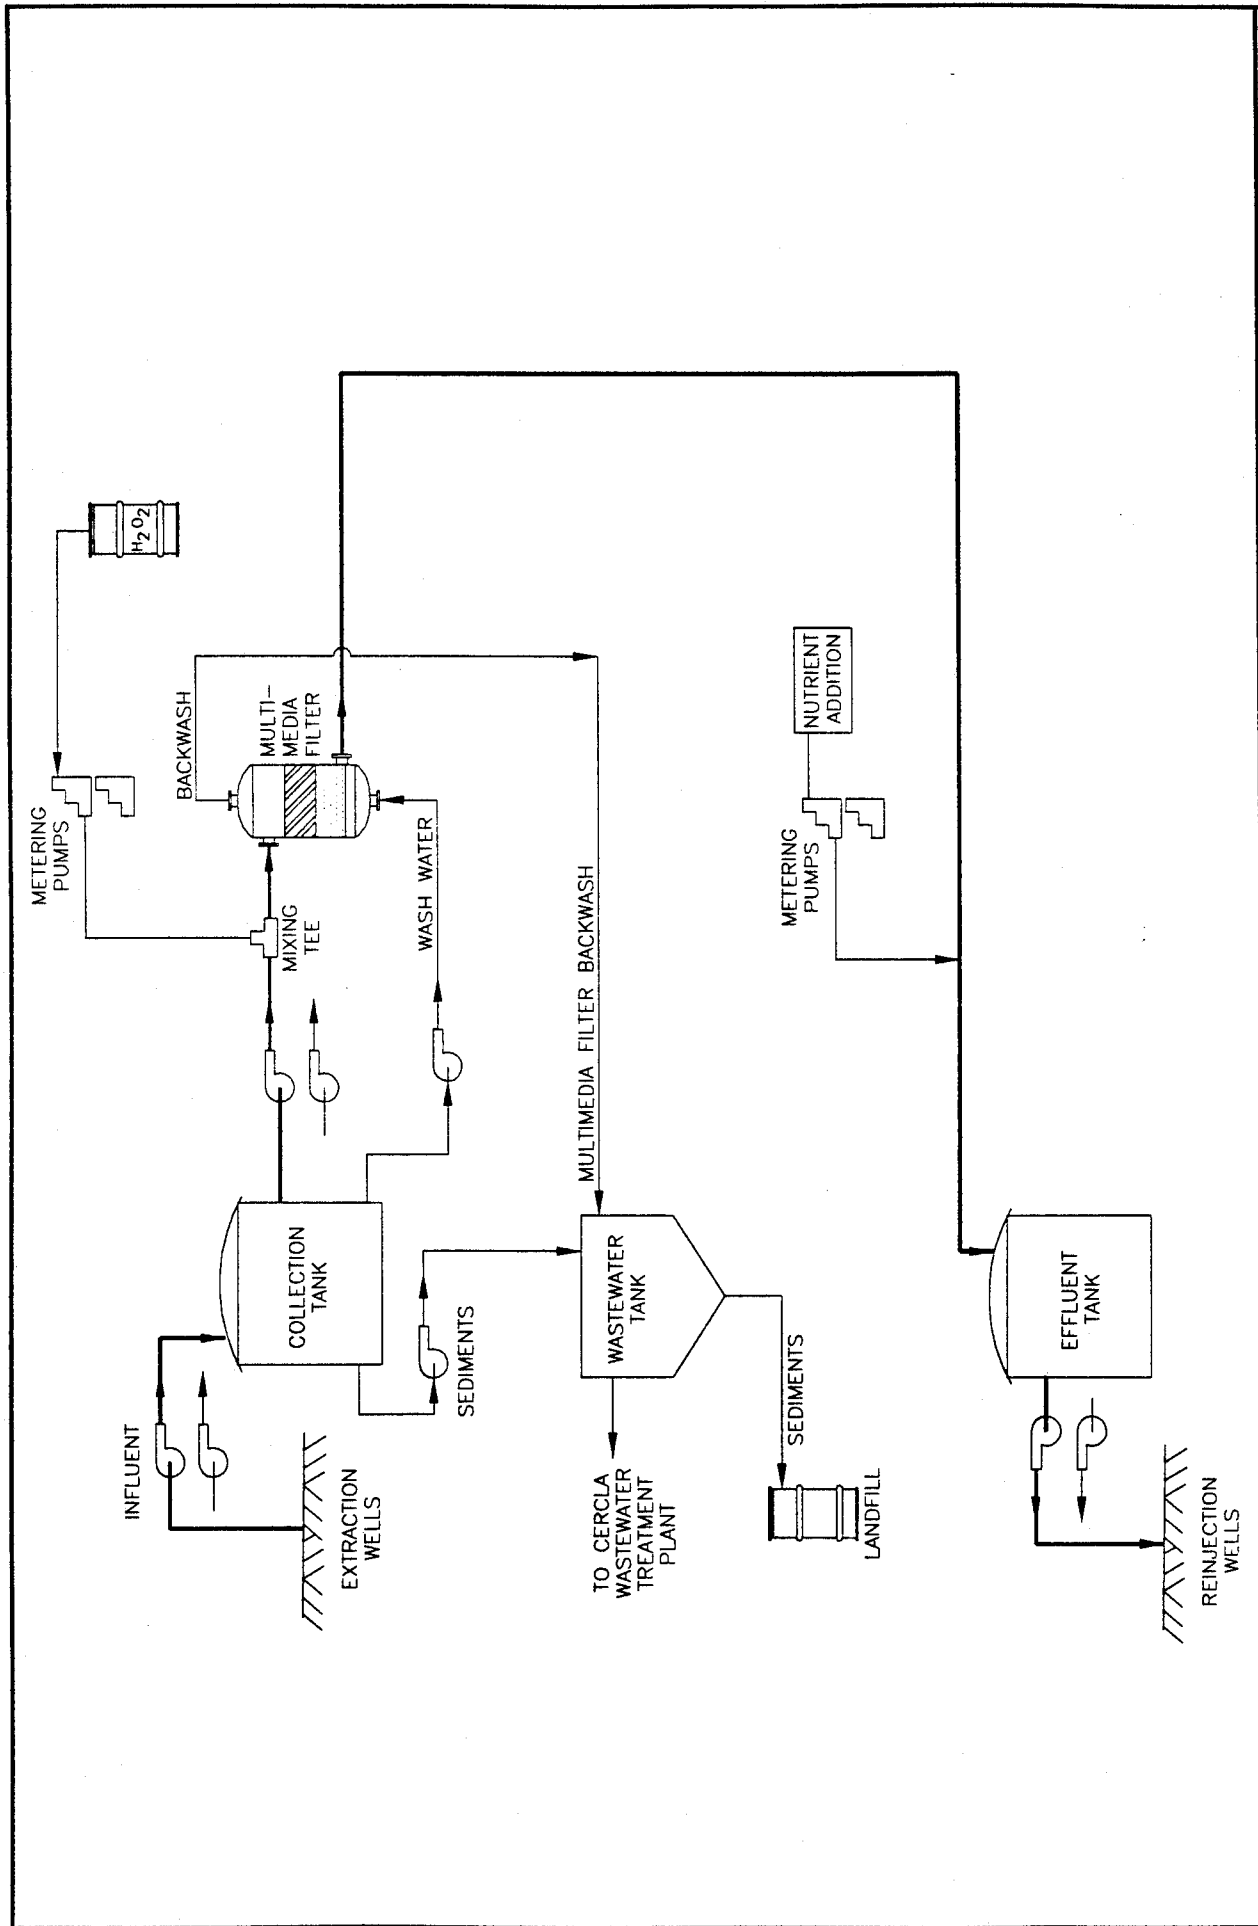 METERING
PUMPS
H2O2
INFLUENT
MIXING
TEE
BACKWASH
MULTI-
MEDIA
FILTER
EXTRACTION
WELLS
COLLECTION
TANK
WASH WATER
SEDIMENTS
MULTIMEDIA FILTER BACKWASH
TO CERCLA
WASTEWATER
TREATMENT
PLANT
WASTEWATER
TANK
SEDIMENTS
LANDFILL
METERING
PUMPS
NUTRIENT
ADDITION
EFFLUENT
TANK
REINJECTION
WELLS